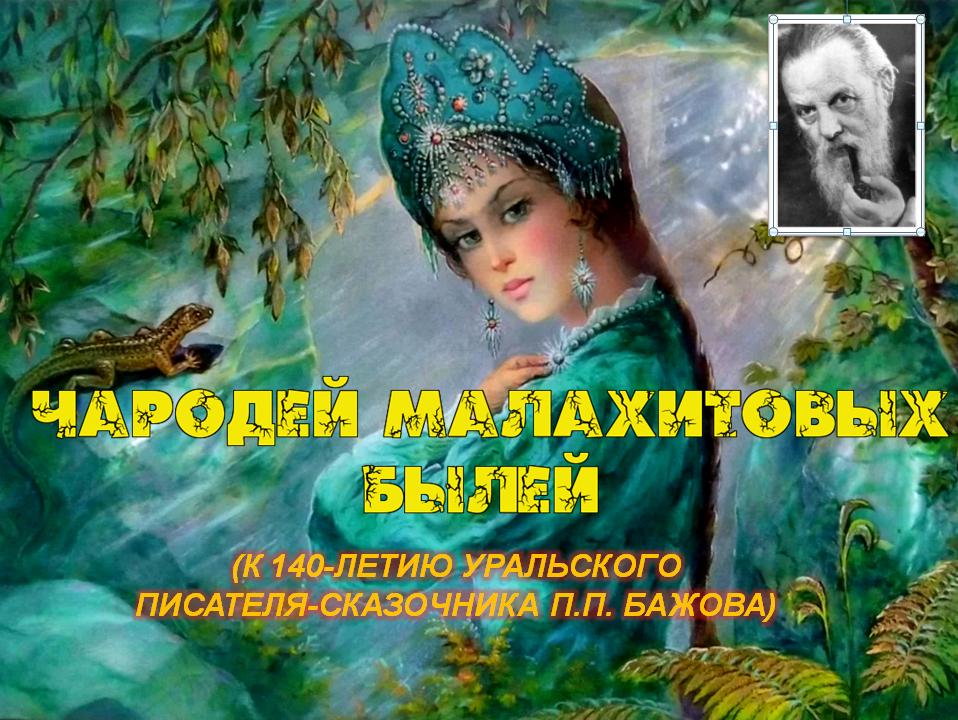 ЧАРОДЕЙ МАЛАХИТОВЫХ
БЫЛЕЙ
(К 140-ЛЕТИЮ УРАЛЬСКОГО
ПИСАТЕЛЯ-СКАЗОЧНИКА П.П. БАЖОВА)